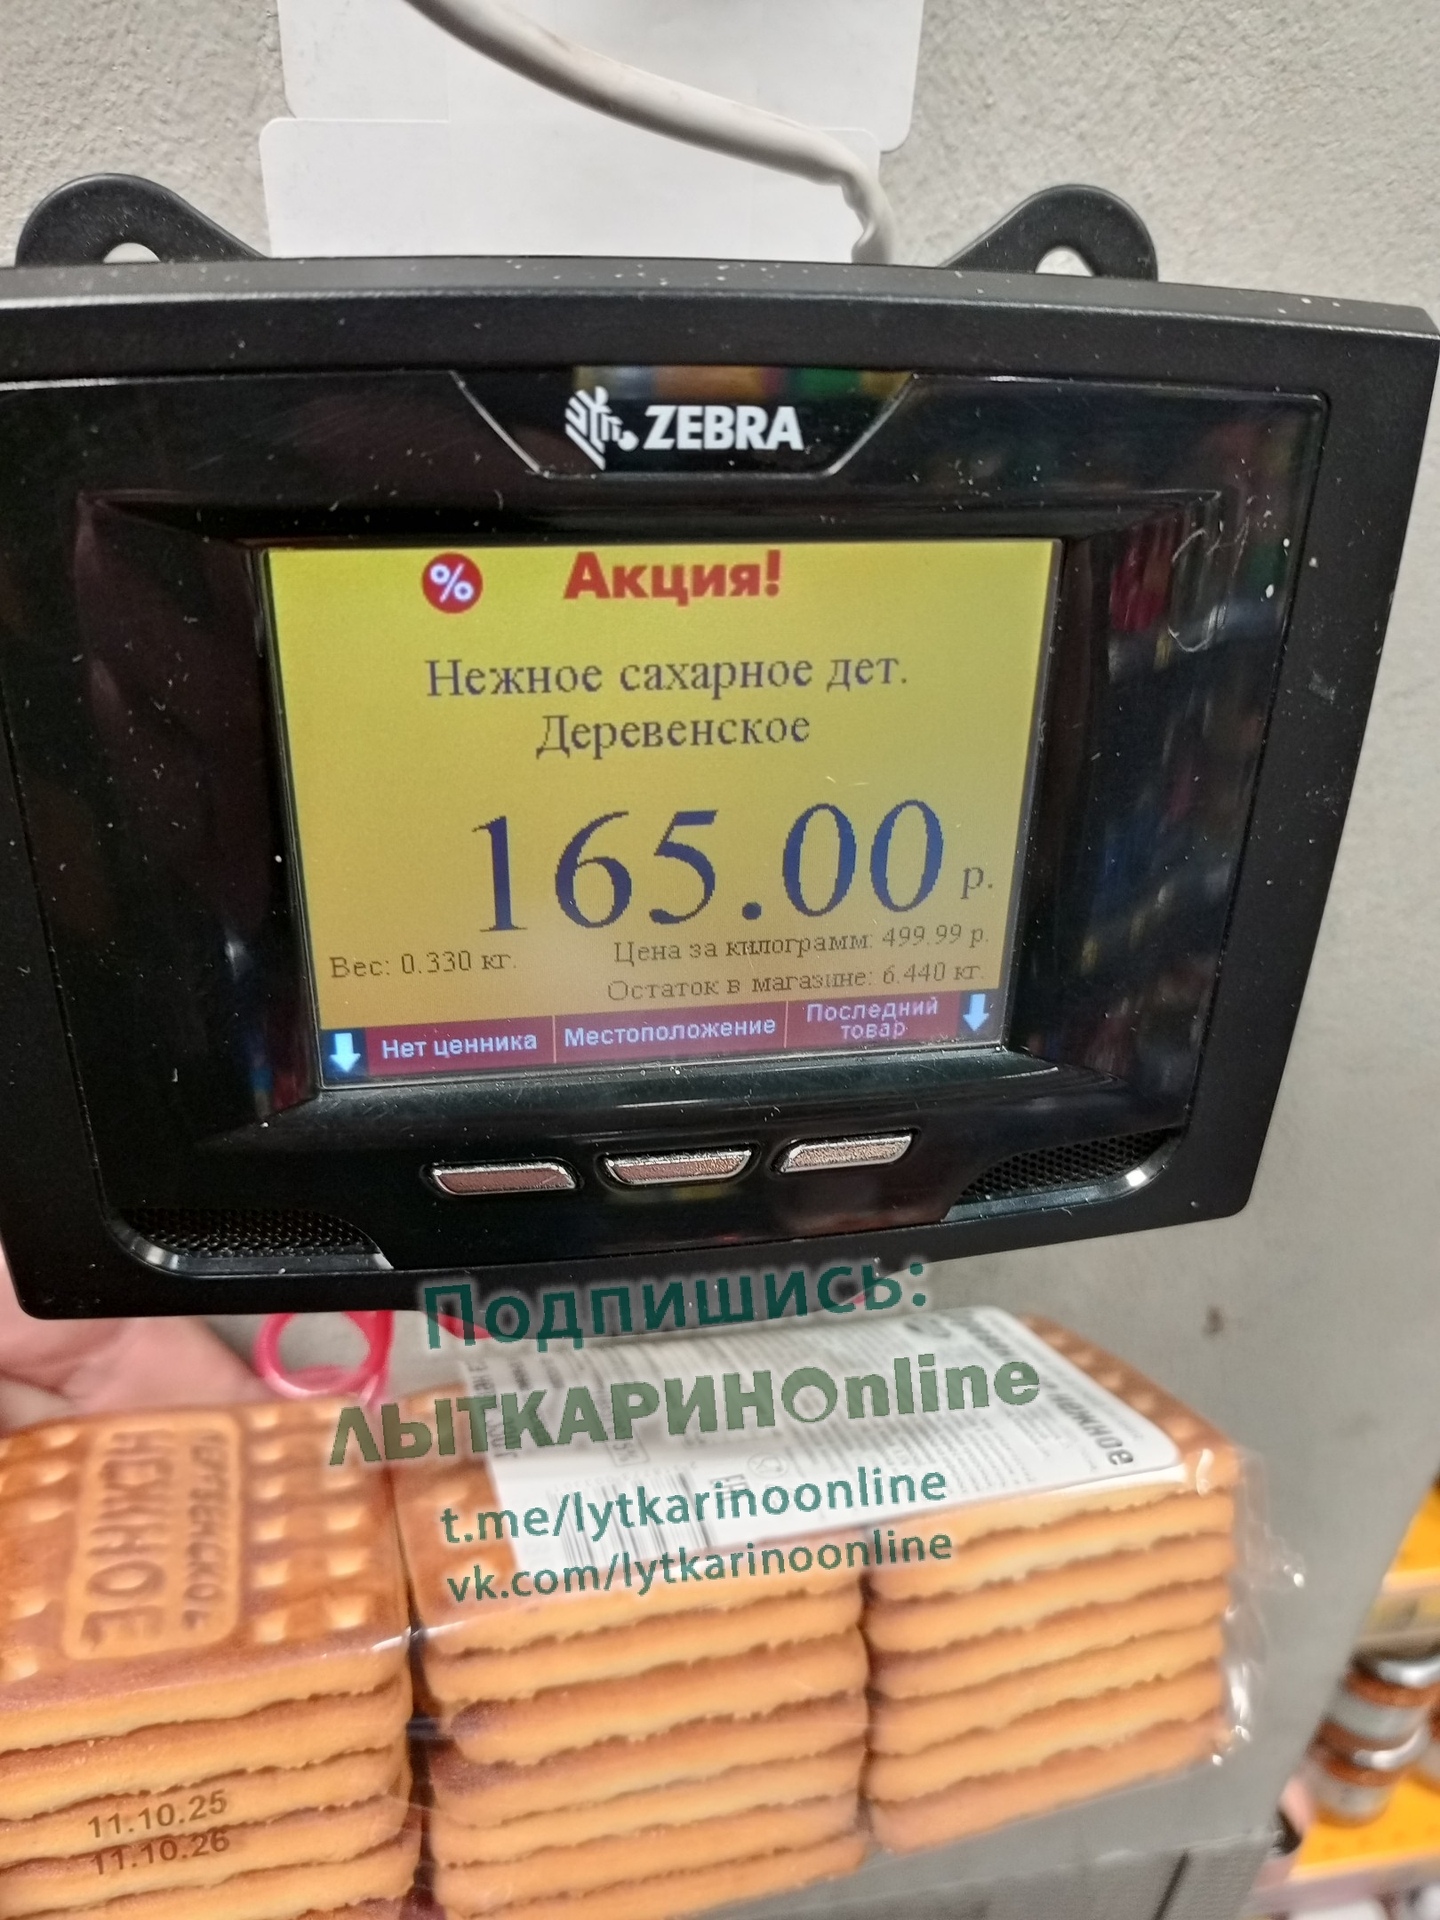 ZEBRA
% Акция!
Нежное сахарное дет.
Деревенское
165.00 р.
Вес: 0.330 кг.
Цена за килограмм: 499.99 р.
Остаток в магазине: 6.440 кг.
Нет ценника
Местоположение
Последний
товар
Подпишись:
ЛЫТКАРИНОonline
t.me/lytkarinoonline
vk.com/lytkarinoonline
НЕЖНОЕ
нежное
11.10.25
11.10.26